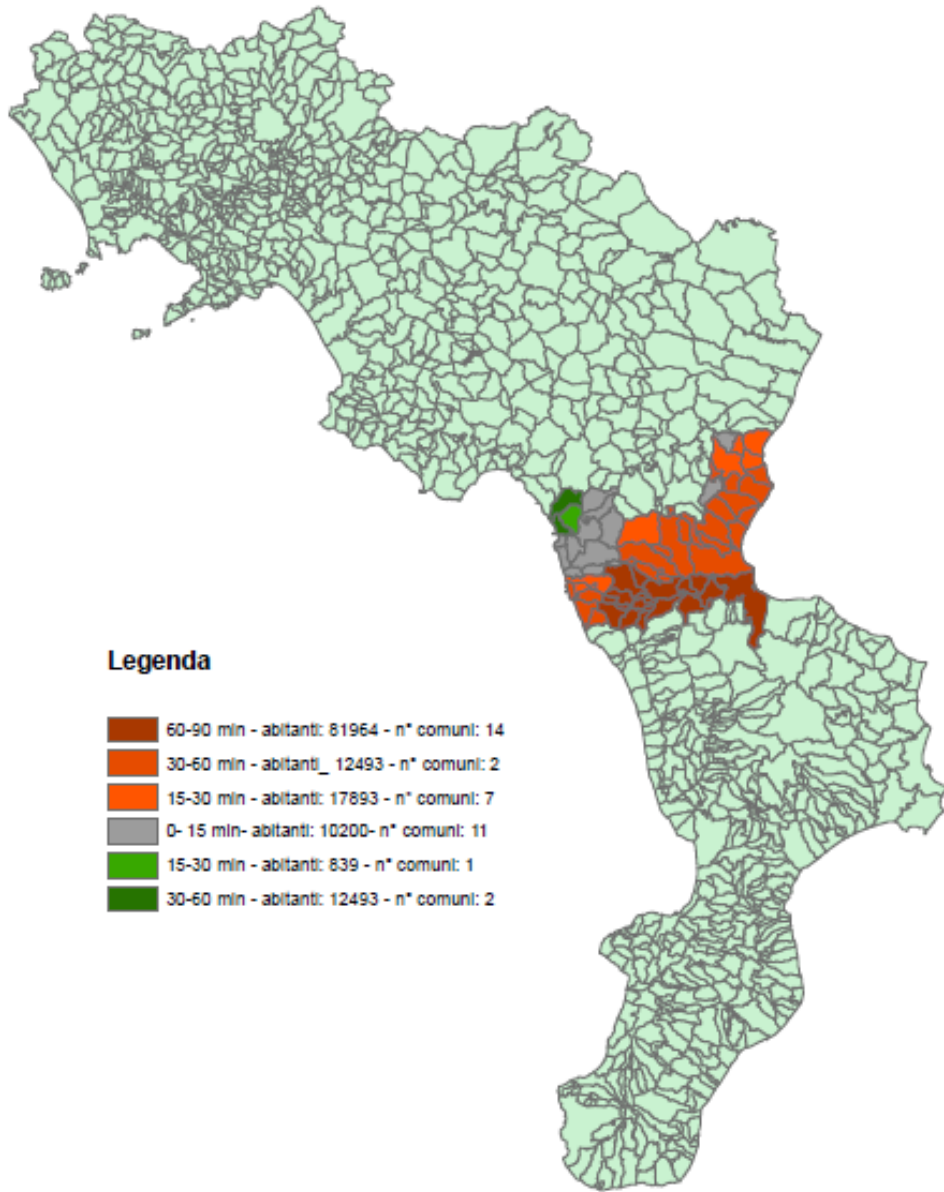 Legenda
60-90 min - abitanti: 81964 - n° comuni: 14
30-60 min - abitanti_ 12493 - n° comuni: 2
15-30 min - abitanti: 17893 - n° comuni: 7
0- 15 min- abitanti: 10200- n° comuni: 11
15-30 min - abitanti: 839 - n° comuni: 1
30-60 min - abitanti: 12493 - n° comuni: 2